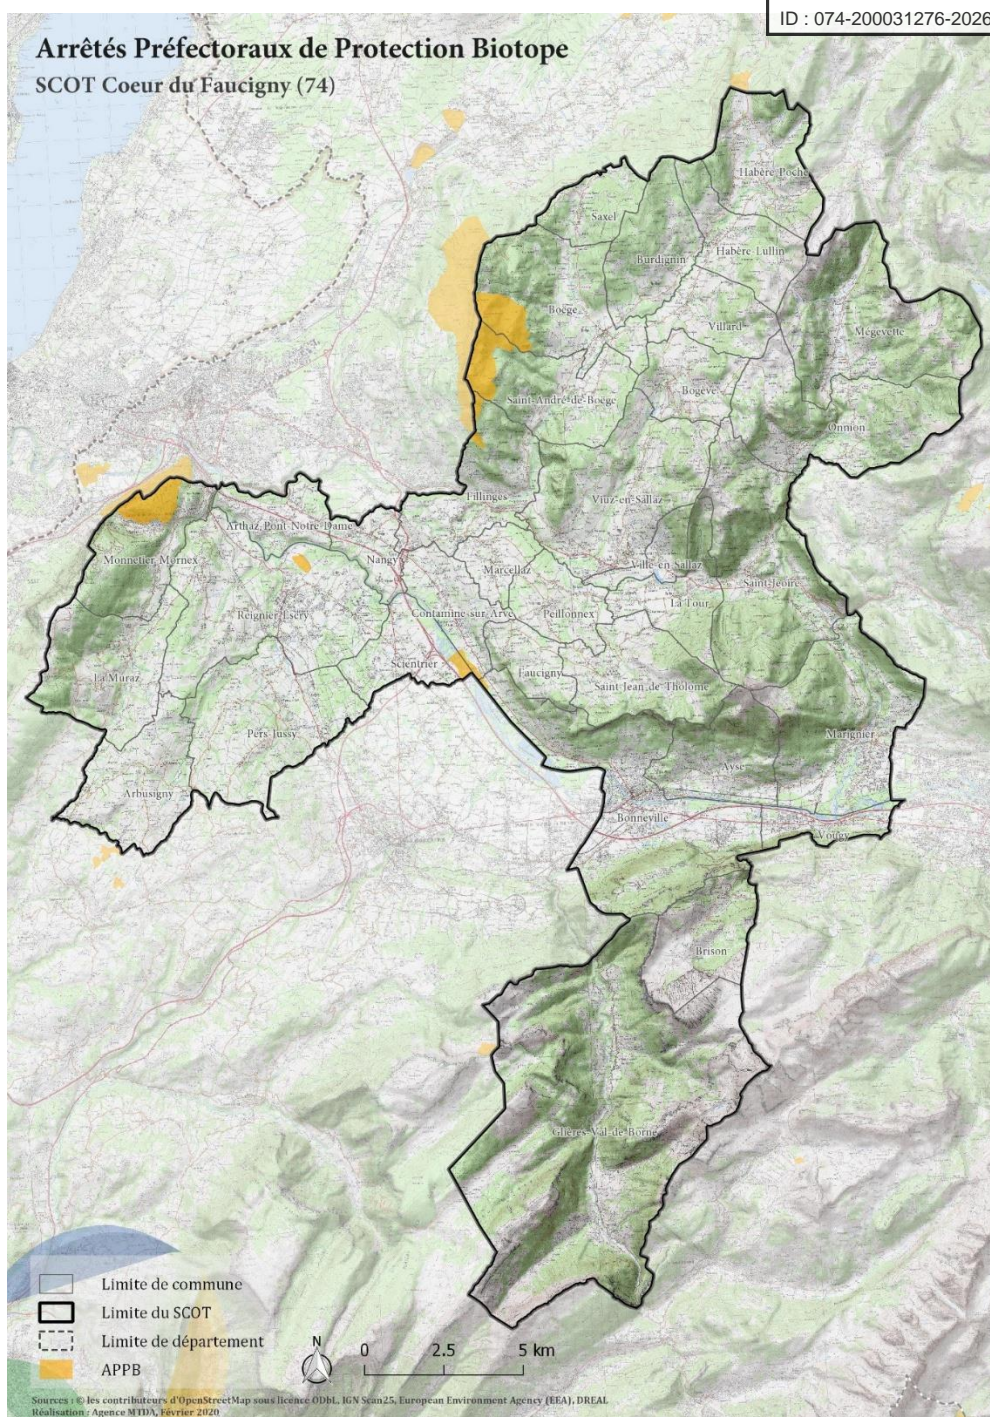 ID : 074-200031276-2026
Arrêtés Préfectoraux de Protection Biotope
SCOT Coeur du Faucigny (74)
Habère-Poche
Saxel
Habère-Lullin
Burdignin
Boëge
Villard
Mégevette
Bogève
Saint-André-de-Boëge
Onnion
Fillinges
Viuz-en-Sallaz
Arthaz-Pont-Notre-Dame
Monnetier-Mornex
Nangy
Marcellaz
Ville-en-Sallaz
Saint-Jeoire
La Tour
Reignier-Esery
Contamine-sur-Arve
Peillonnex
Scientrier
Faucigny
La Muraz
Saint-Jean-de-Tholome
Pers-Jussy
Marignier
Ayse
Arbusigny
Bonneville
Vougy
Brison
Glières-Val-de-Borne
Limite de commune
Limite du SCOT
Limite de département
APPB
N
0 2.5 5 km
Sources : © les contributeurs d'OpenStreetMap sous licence ODbL, IGN Scan25, European Environment Agency (EEA), DREAL
Réalisation : Agence MTDA, Février 2020